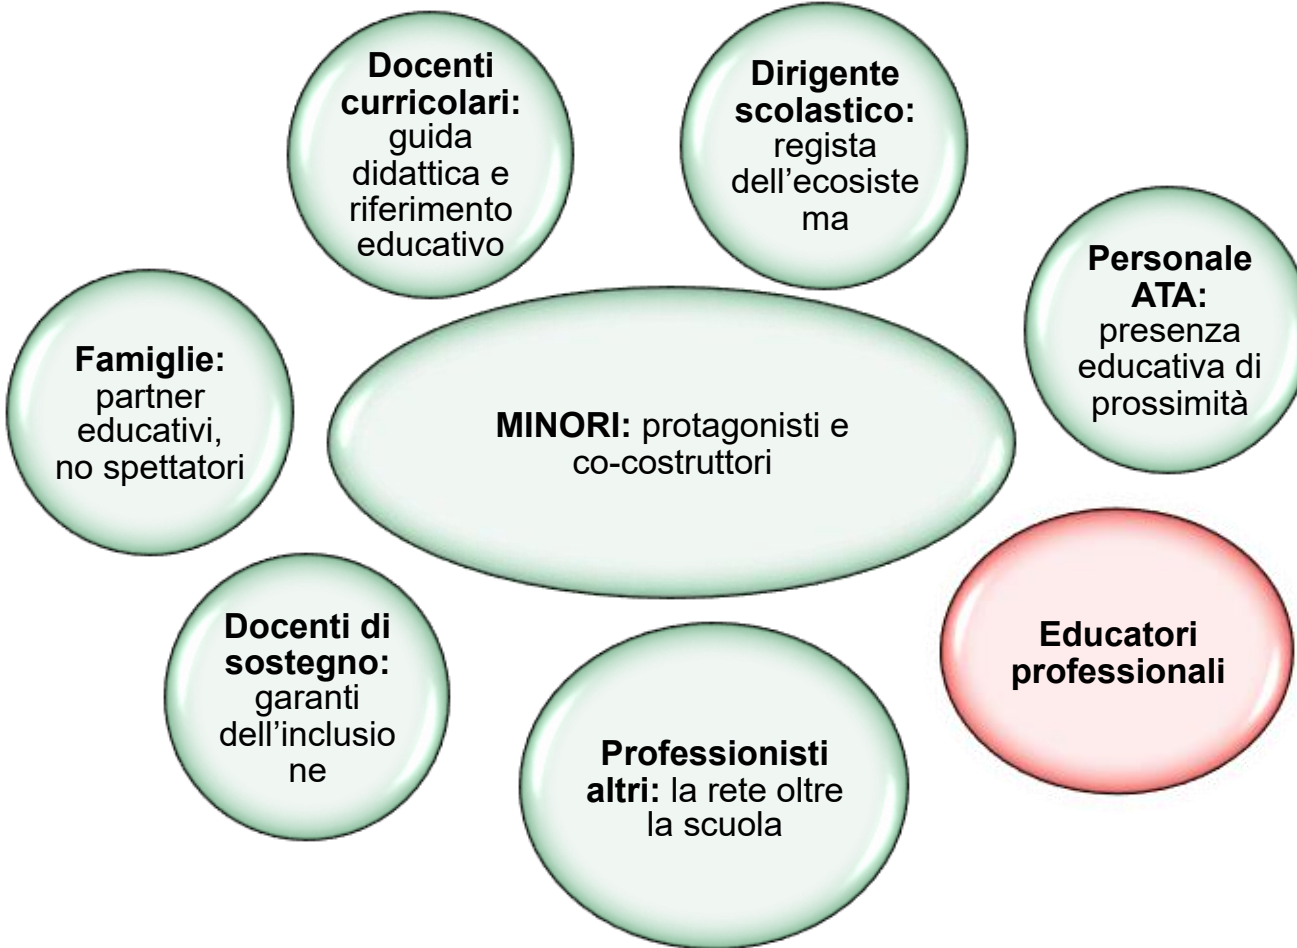 Docenti
curricolari:
guida
didattica e
riferimento
educativo
Dirigente
scolastico:
regista
dell’ecosiste
ma
Personale
ATA:
presenza
educativa di
prossimità
Famiglie:
partner
educativi,
no spettatori
MINORI: protagonisti e
co-costruttori
Docenti di
sostegno:
garanti
dell’inclusio
ne
Professionisti
altri: la rete oltre
la scuola
Educatori
professionali